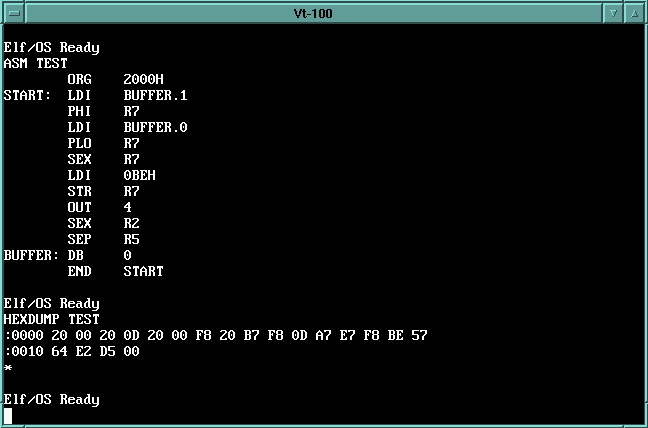 Vt-100
Elf/OS Ready
ASM TEST
        ORG    2000H
START:  LDI    BUFFER.1
        PHI    R7
        LDI    BUFFER.0
        PLO    R7
        SEX    R7
        LDI    0BEH
        STR    R7
        OUT    4
        SEX    R2
        SEP    R5
BUFFER: DB     0
        END    START
Elf/OS Ready
HEXDUMP TEST
:0000 20 00 20 0D 20 00 F8 20 B7 F8 0D A7 E7 F8 BE 57
:0010 64 E2 D5 00
*
Elf/OS Ready